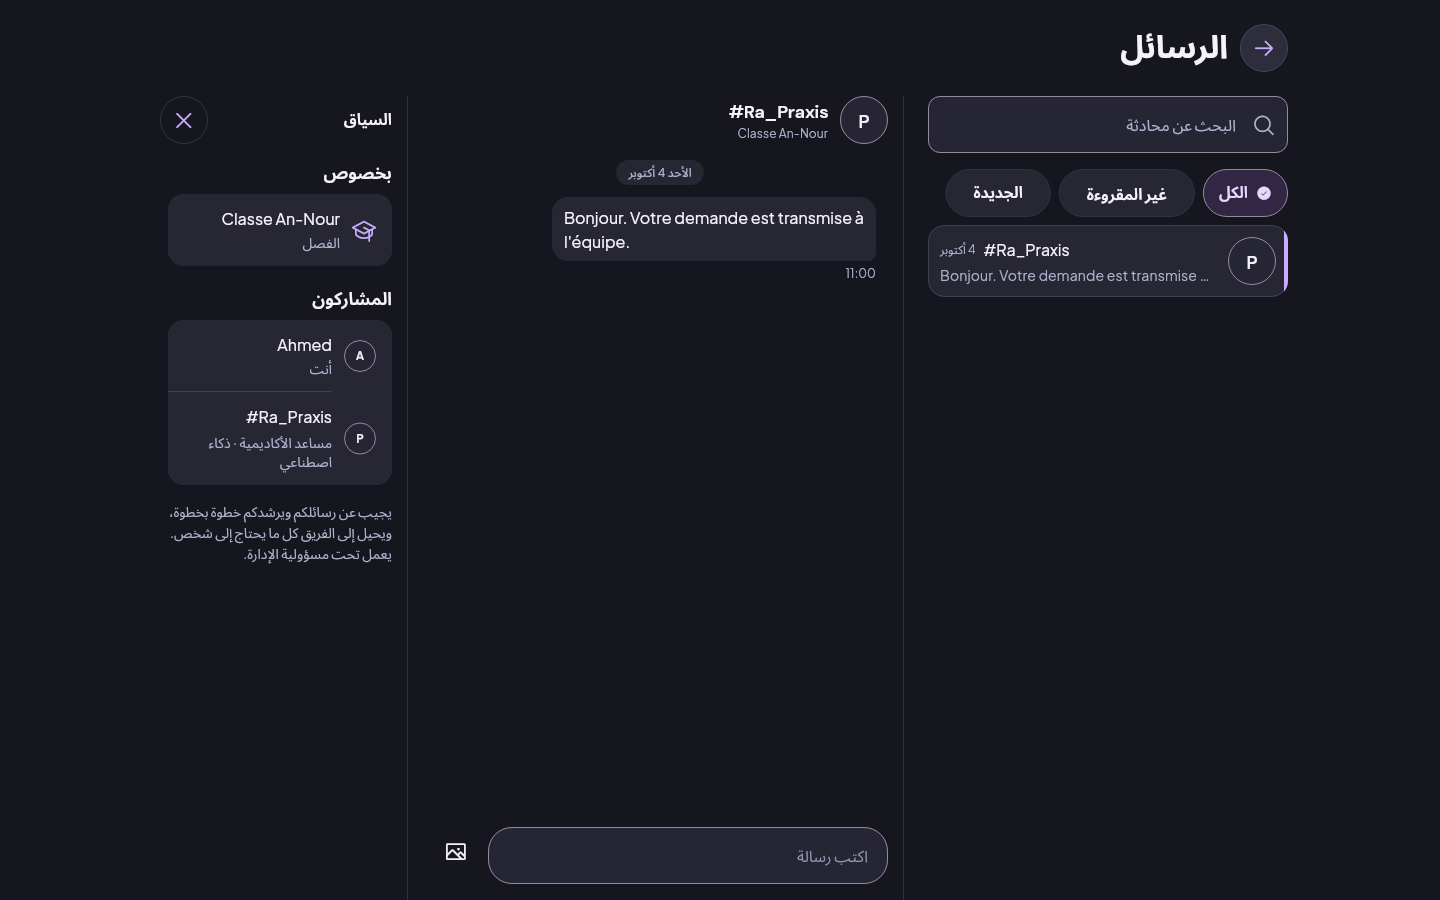 الرسائل
البحث عن محادثة
الكل
غير المقروءة
الجديدة
#Ra_Praxis
4 أكتوبر
P
Bonjour. Votre demande est transmise ...
P
#Ra_Praxis
Classe An-Nour
الأحد 4 أكتوبر
Bonjour. Votre demande est transmise à
l'équipe.
11:00
اكتب رسالة
السياق
بخصوص
Classe An-Nour
الفصل
المشاركون
A
Ahmed
أنت
P
#Ra_Praxis
مساعد الأكاديمية · ذكاء
اصطناعي
يجيب عن رسائلكم ويرشدكم خطوة بخطوة،
ويحيل إلى الفريق كل ما يحتاج إلى شخص.
يعمل تحت مسؤولية الإدارة.